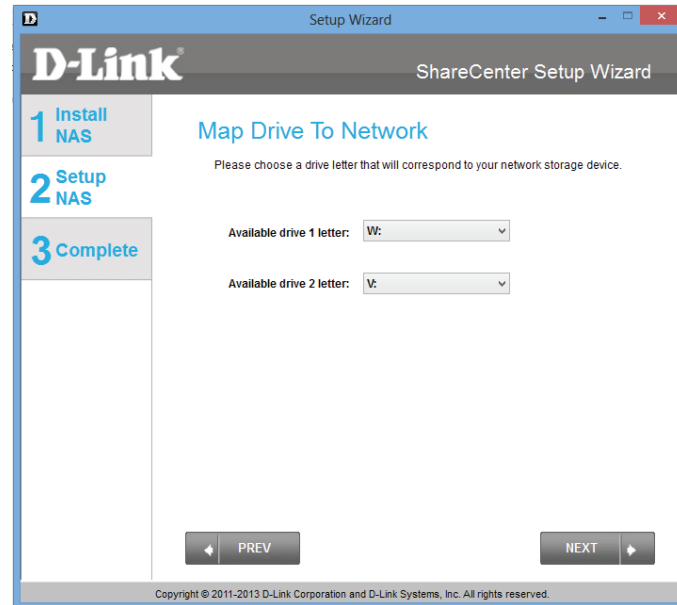 Setup Wizard
D-Link
ShareCenter Setup Wizard
1 Install
NAS
2 Setup
NAS
3 Complete
Map Drive To Network
Please choose a drive letter that will correspond to your network storage device.
Available drive 1 letter: W:
Available drive 2 letter: V:
PREV
NEXT
Copyright © 2011-2013 D-Link Corporation and D-Link Systems, Inc. All rights reserved.